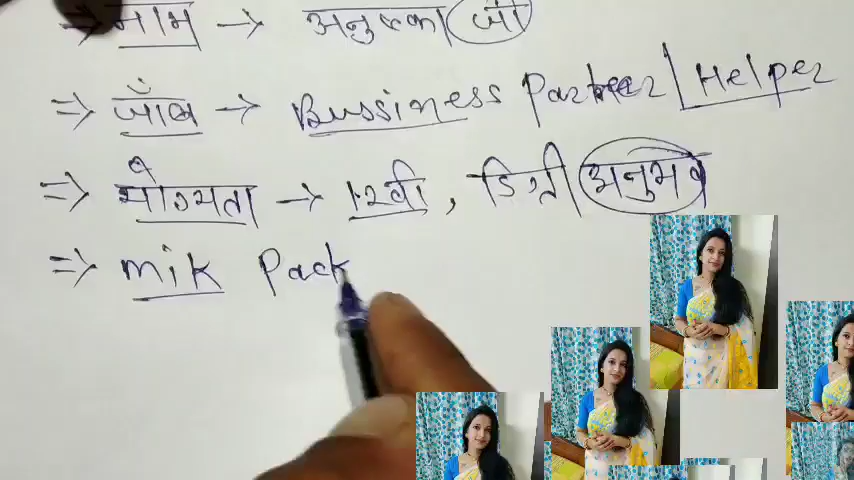 ⇒ नाम → अनुष्का जी
⇒ जॉब → Bussiness Partner | Helper
⇒ योग्यता → 12वी, डिग्री अनुभव
⇒ mik Pack